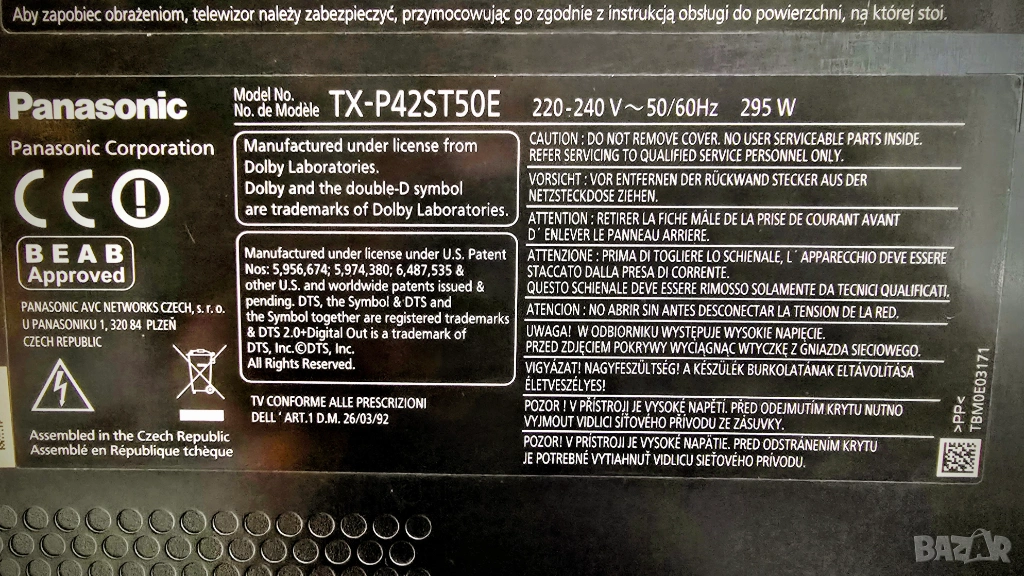 Aby zapobiec obrażeniom, telewizor należy zabezpieczyć, przymocowując go zgodnie z instrukcją obsługi do powierzchni, na której stoi.
Panasonic
Model No.
No. de Modèle
TX-P42ST50E
220-240 V～50/60Hz
295 W
Panasonic Corporation
CE
BEAB
Approved
PANASONIC AVC NETWORKS CZECH, s. r. o.
U PANASONIKU 1, 320 84 PLZEŇ
CZECH REPUBLIC
Assembled in the Czech Republic
Assemblé en République tchèque
Manufactured under license from
Dolby Laboratories.
Dolby and the double-D symbol
are trademarks of Dolby Laboratories.
Manufactured under license under U.S. Patent
Nos: 5,956,674; 5,974,380; 6,487,535 &
other U.S. and worldwide patents issued &
pending. DTS, the Symbol & DTS and
the Symbol together are registered trademarks
& DTS 2.0+Digital Out is a trademark of
DTS, Inc.©DTS, Inc.
All Rights Reserved.
TV CONFORME ALLE PRESCRIZIONI
DELL´ART.1 D.M. 26/03/92
CAUTION : DO NOT REMOVE COVER. NO USER SERVICEABLE PARTS INSIDE.
REFER SERVICING TO QUALIFIED SERVICE PERSONNEL ONLY.
VORSICHT : VOR ENTFERNEN DER RÜCKWAND STECKER AUS DER
NETZSTECKDOSE ZIEHEN.
ATTENTION : RETIRER LA FICHE MÂLE DE LA PRISE DE COURANT AVANT
D´ ENLEVER LE PANNEAU ARRIERE.
ATTENZIONE : PRIMA DI TOGLIERE LO SCHIENALE, L´ APPARECCHIO DEVE ESSERE
STACCATO DALLA PRESA DI CORRENTE.
QUESTO SCHIENALE DEVE ESSERE RIMOSSO SOLAMENTE DA TECNICI QUALIFICATI.
ATENCION : NO ABRIR SIN ANTES DESCONECTAR LA TENSION DE LA RED.
UWAGA! W ODBIORNIKU WYSTĘPUJE WYSOKIE NAPIĘCIE.
PRZED ZDJĘCIEM POKRYWY WYCIĄGNĄĆ WTYCZKĘ Z GNIAZDA SIECIOWEGO.
VIGYÁZAT! NAGYFESZÜLTSÉG! A KÉSZÜLÉK BURKOLATÁNAK ELTÁVOLÍTÁSA
ÉLETVESZÉLYES!
POZOR ! V PŘÍSTROJI JE VYSOKÉ NAPĚTÍ. PŘED ODEJMUTÍM KRYTU NUTNO
VYJMOUT VIDLICI SÍŤOVÉHO PŘÍVODU ZE ZÁSUVKY.
POZOR! V PRÍSTROJI JE VYSOKÉ NAPÄTIE. PRED ODSTRÁNENÍM KRYTU
JE POTREBNÉ VYTIAHNUŤ VIDLICU SIEŤOVÉHO PRÍVODU.
>PP<
TBM0E03171
BAZAR